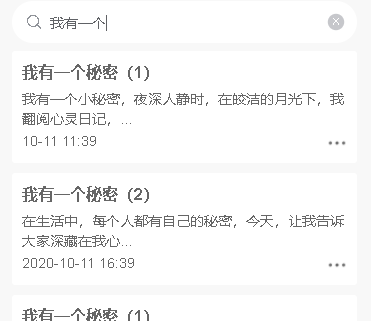 我有一个
我有一个秘密（1）
我有一个小秘密，夜深人静时，在皎洁的月光下，我
翻阅心灵日记，...
10-11 11:39
我有一个秘密（2）
在生活中，每个人都有自己的秘密，今天，让我告诉
大家深藏在我心...
2020-10-11 16:39
我有一个秘密（1）